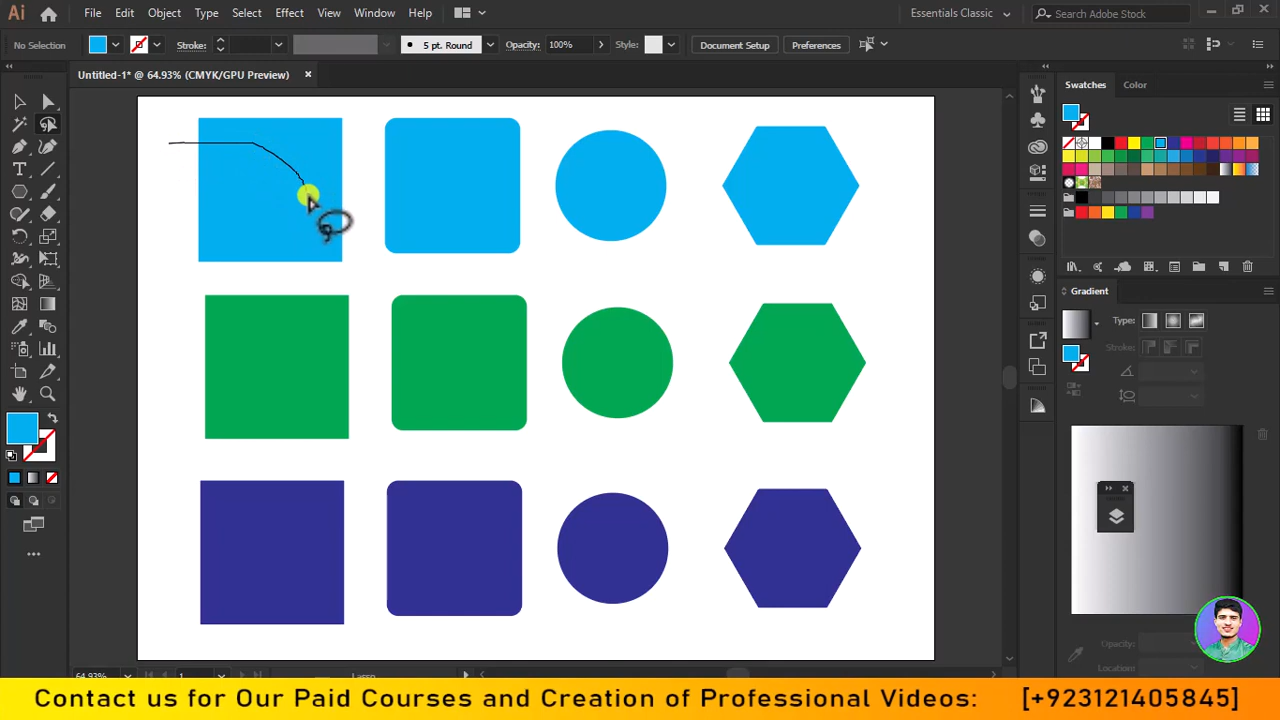 Ai File Edit Object Type Select Effect View Window Help Essentials Classic Search Adobe Stock
No Selection Stroke: 5 pt. Round Opacity: 100% Style: Document Setup Preferences
Untitled-1* @ 64.93% (CMYK/GPU Preview)
Swatches Color
Gradient
Type:
Stroke:
Opacity:
Location:
64.93% 1 Lasso
Contact us for Our Paid Courses and Creation of Professional Videos: [+923121405845]